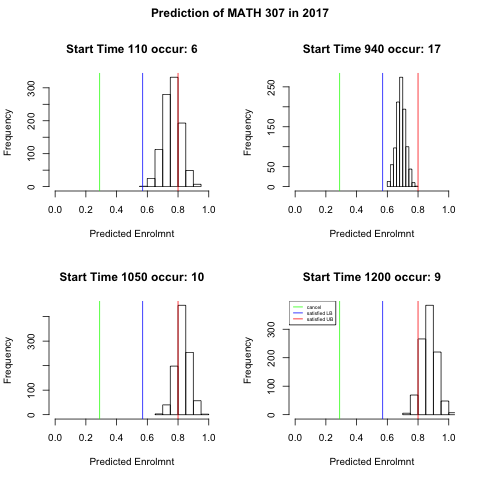 Prediction of MATH 307 in 2017
Start Time 110 occur: 6
Frequency
0 100 300
0.0 0.2 0.4 0.6 0.8 1.0
Predicted Enrolmnt
Start Time 940 occur: 17
Frequency
0 50 150 250
0.0 0.2 0.4 0.6 0.8 1.0
Predicted Enrolmnt
Start Time 1050 occur: 10
Frequency
0 100 300
0.0 0.2 0.4 0.6 0.8 1.0
Predicted Enrolmnt
Start Time 1200 occur: 9
cancel
satisfied LB
satisfied UB
Frequency
0 100 200 300
0.0 0.2 0.4 0.6 0.8 1.0
Predicted Enrolmnt